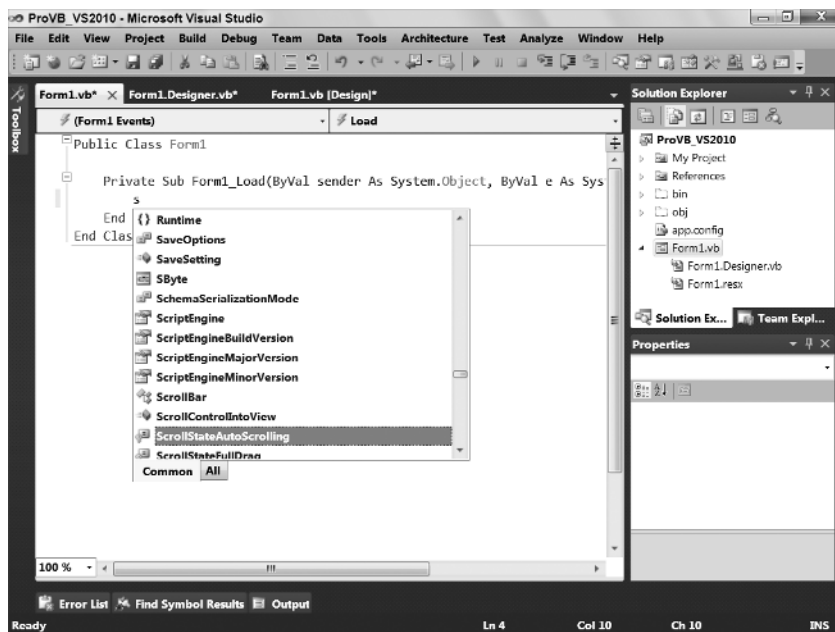 ProVB_VS2010 - Microsoft Visual Studio
File Edit View Project Build Debug Team Data Tools Architecture Test Analyze Window Help
Toolbox
Form1.vb* Form1.Designer.vb* Form1.vb [Design]*
(Form1 Events) Load
Public Class Form1
Private Sub Form1_Load(ByVal sender As System.Object, ByVal e As Sys
s
End
End Clas
Runtime
SaveOptions
SaveSetting
SByte
SchemaSerializationMode
ScriptEngine
ScriptEngineBuildVersion
ScriptEngineMajorVersion
ScriptEngineMinorVersion
ScrollBar
ScrollControlIntoView
ScrollStateAutoScrolling
ScrollStateFullDrag
Common All
100 %
Solution Explorer
ProVB_VS2010
My Project
References
bin
obj
app.config
Form1.vb
Form1.Designer.vb
Form1.resx
Solution Ex... Team Expl...
Properties
Error List Find Symbol Results Output
Ready Ln 4 Col 10 Ch 10 INS